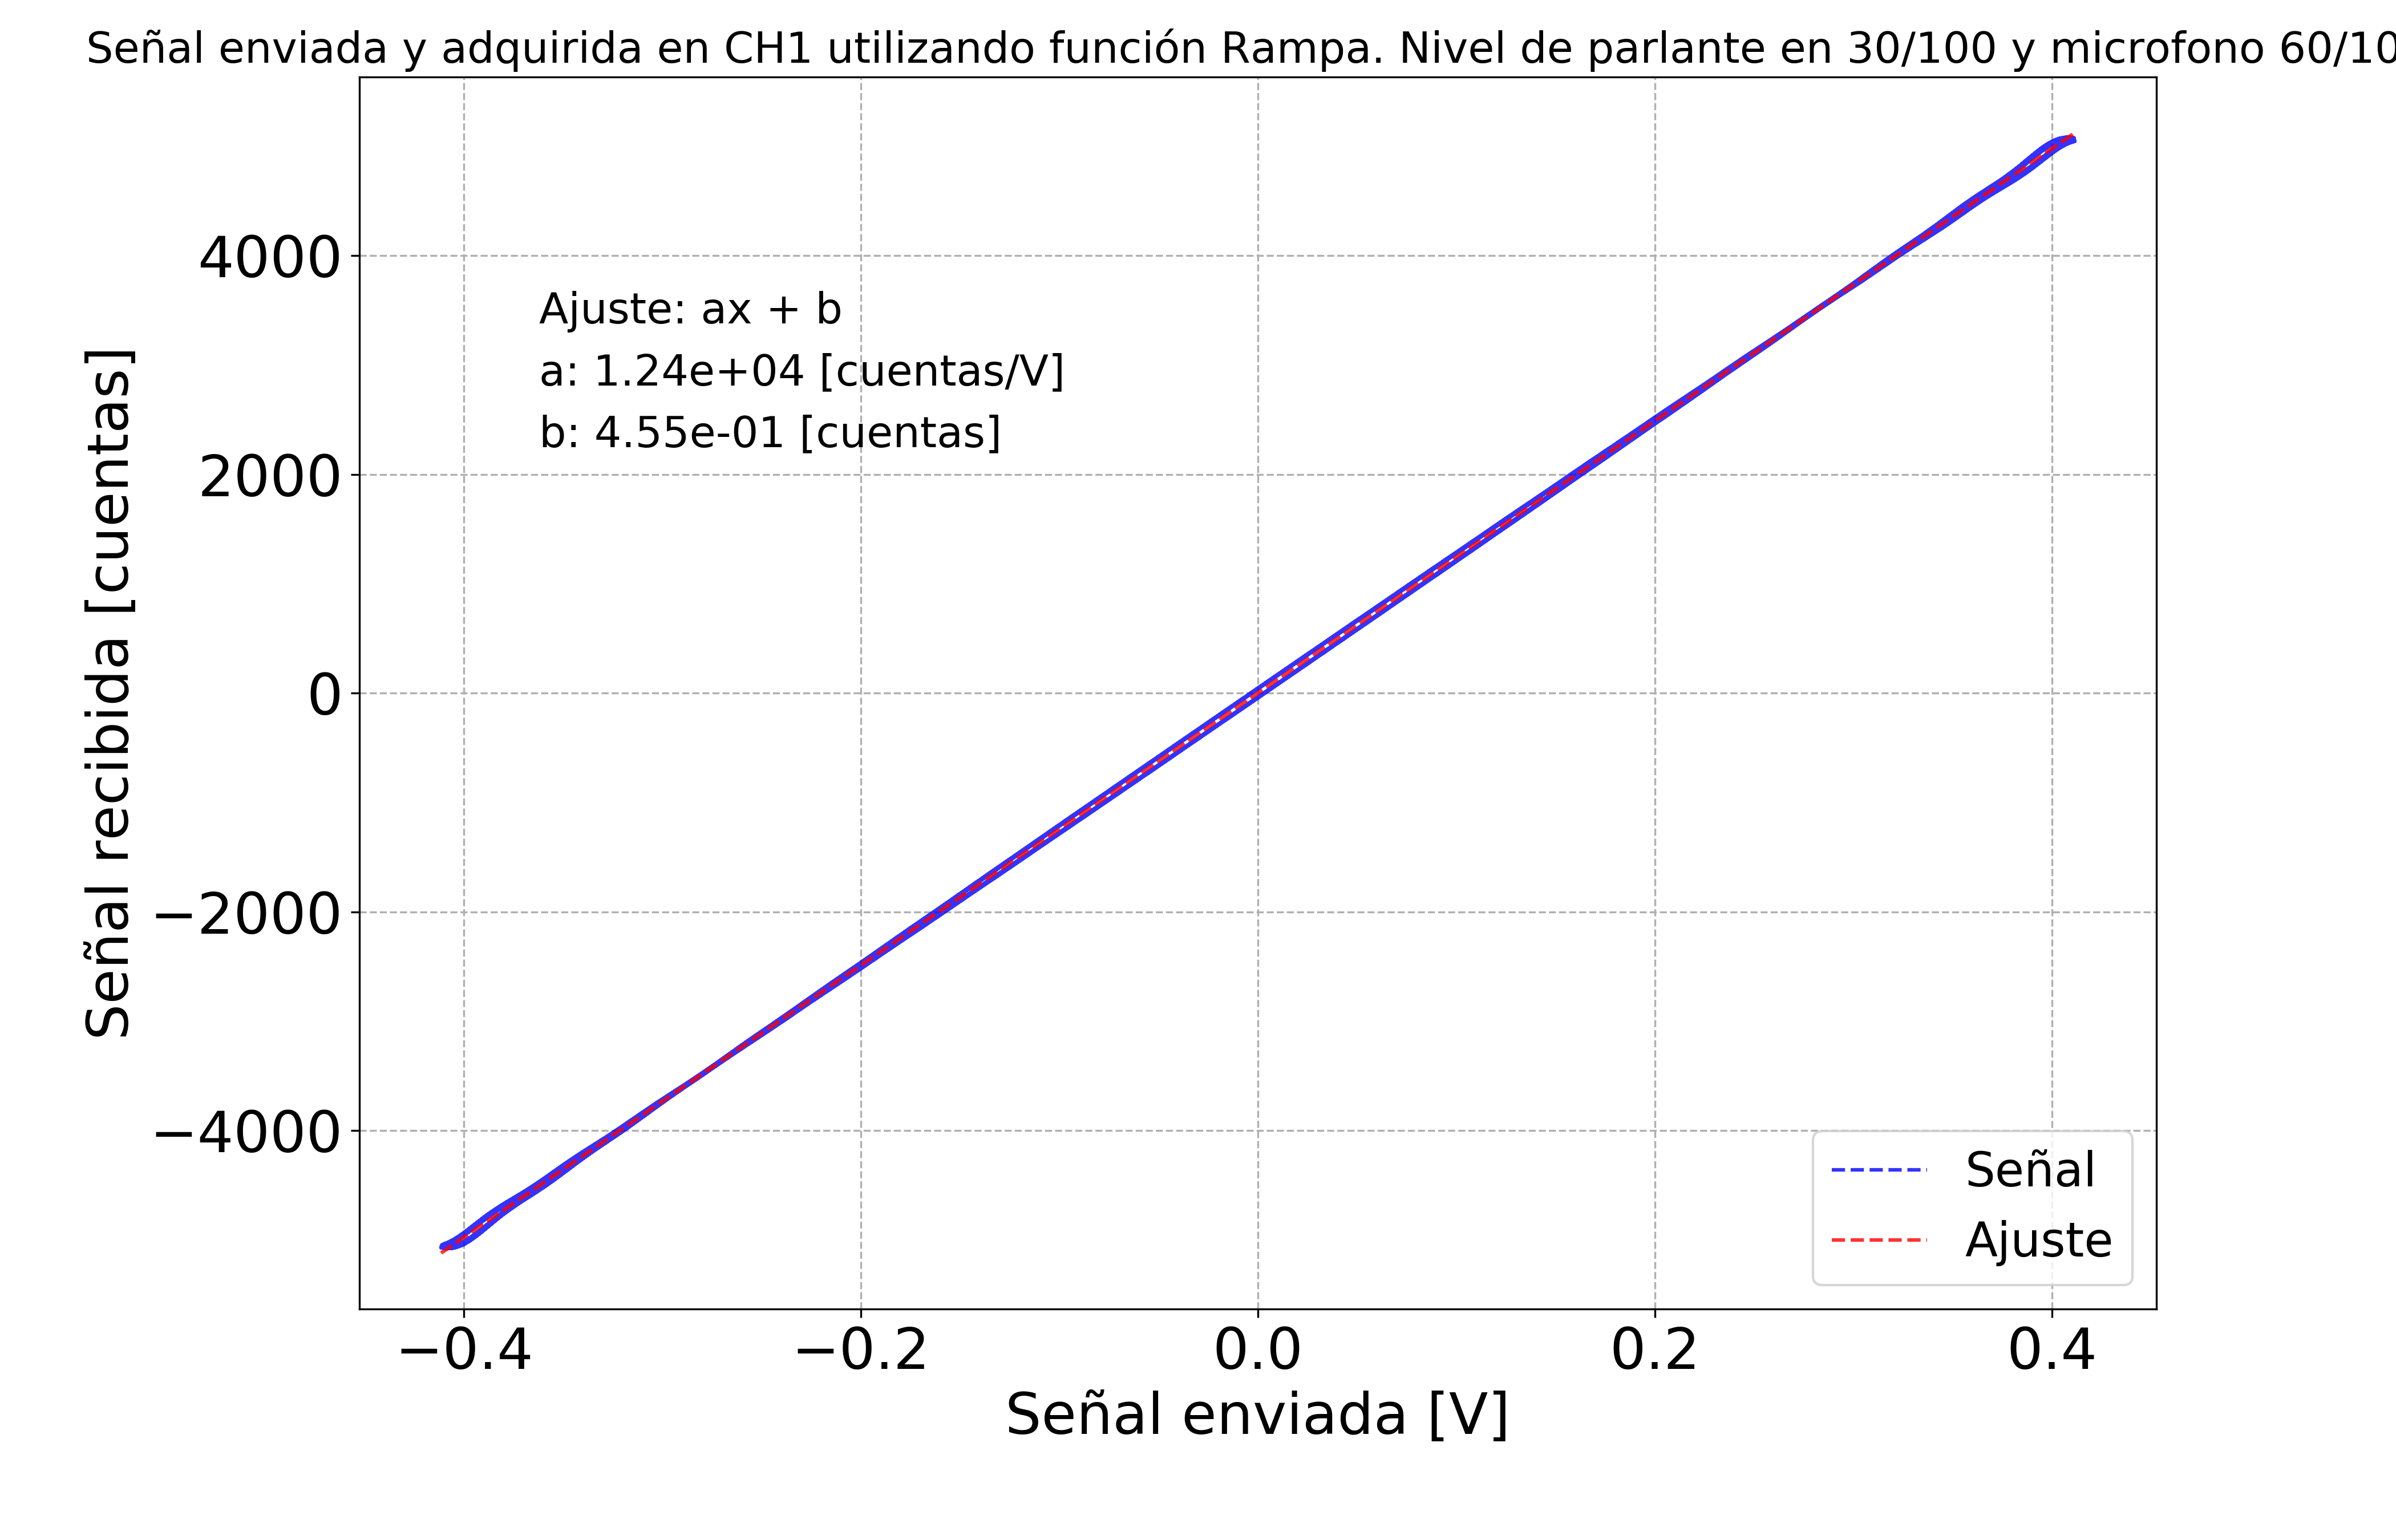 Señal enviada y adquirida en CH1 utilizando función Rampa. Nivel de parlante en 30/100 y microfono 60/10
Ajuste: ax + b
a: 1.24e+04 [cuentas/V]
b: 4.55e-01 [cuentas]
Señal recibida [cuentas]
4000
2000
0
−2000
−4000
Señal
Ajuste
−0.4
−0.2
0.0
0.2
0.4
Señal enviada [V]